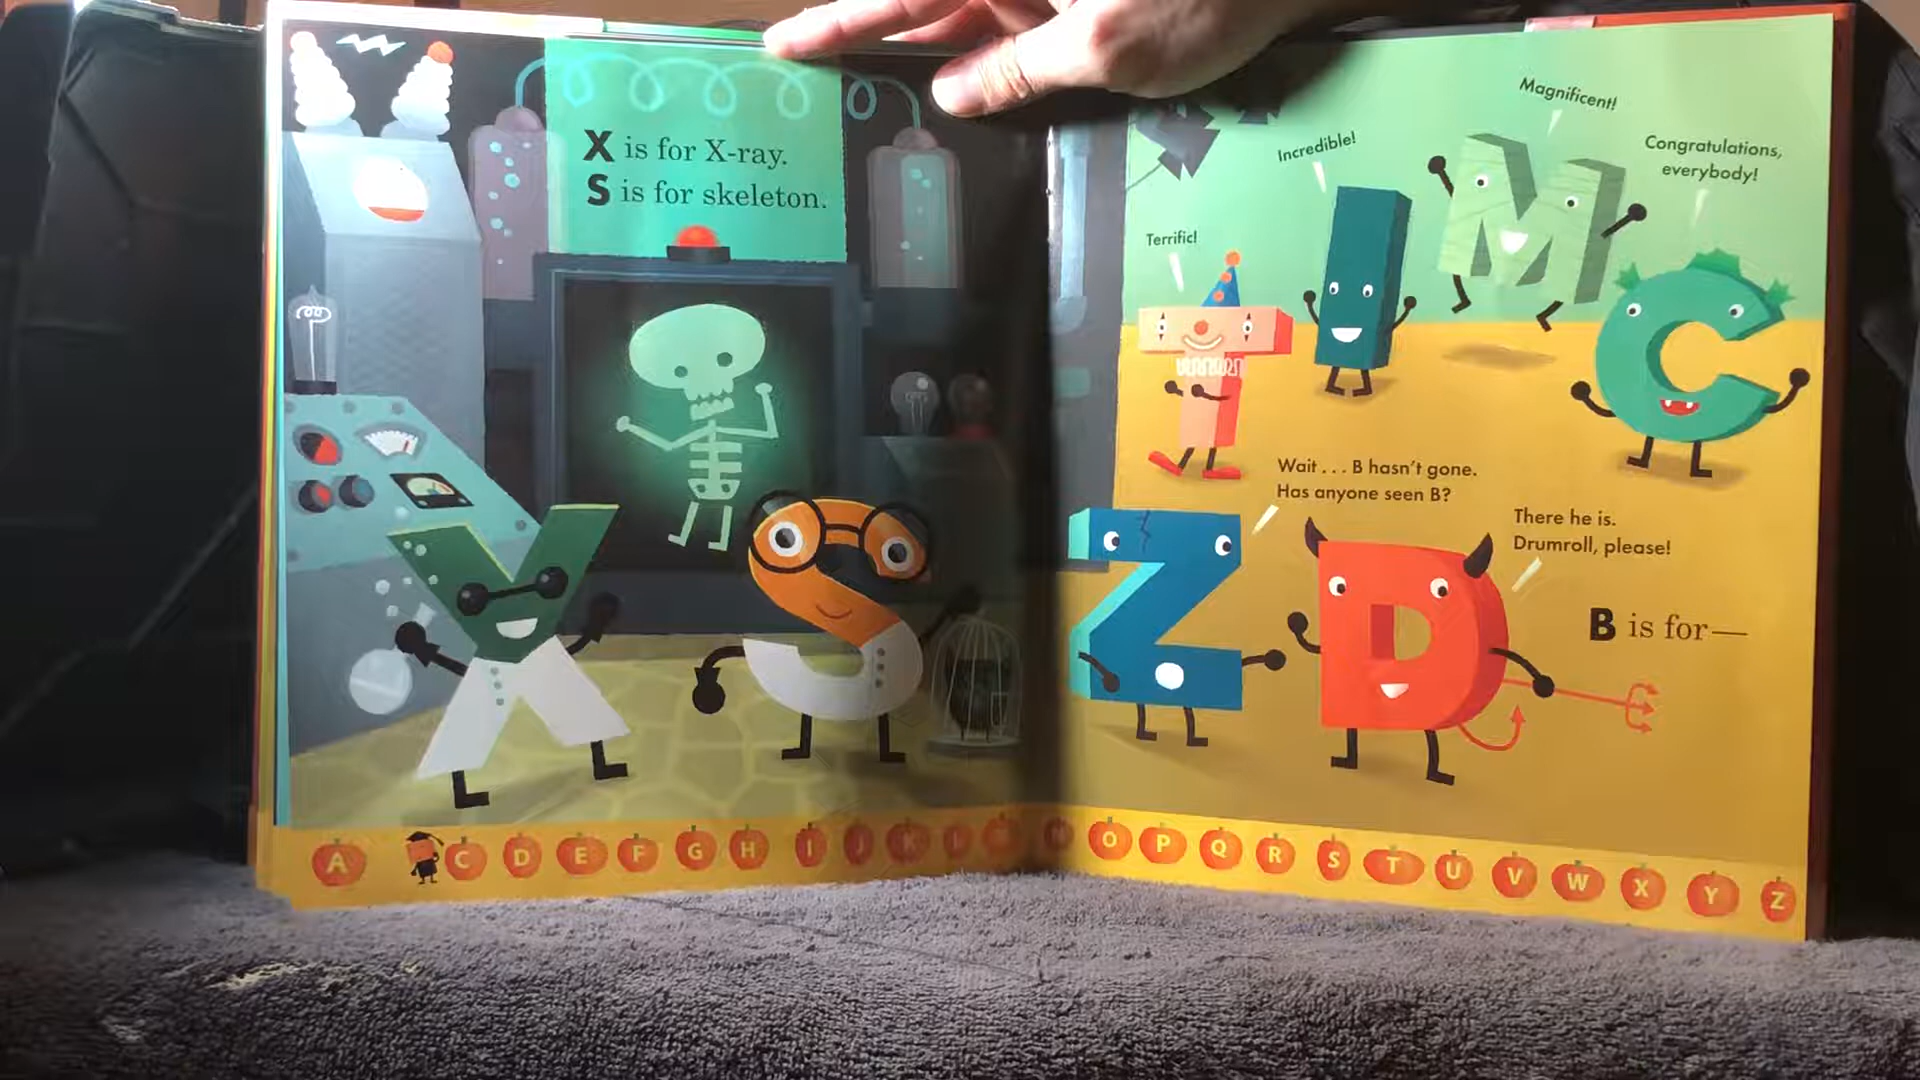 X is for X-ray.
S is for skeleton.
Terrific!
Incredible!
Magnificent!
Congratulations,
everybody!
Wait . . . B hasn't gone.
Has anyone seen B?
There he is.
Drumroll, please!
B is for—
A C D E F G H I J K L M N O P Q R S T U V W X Y Z